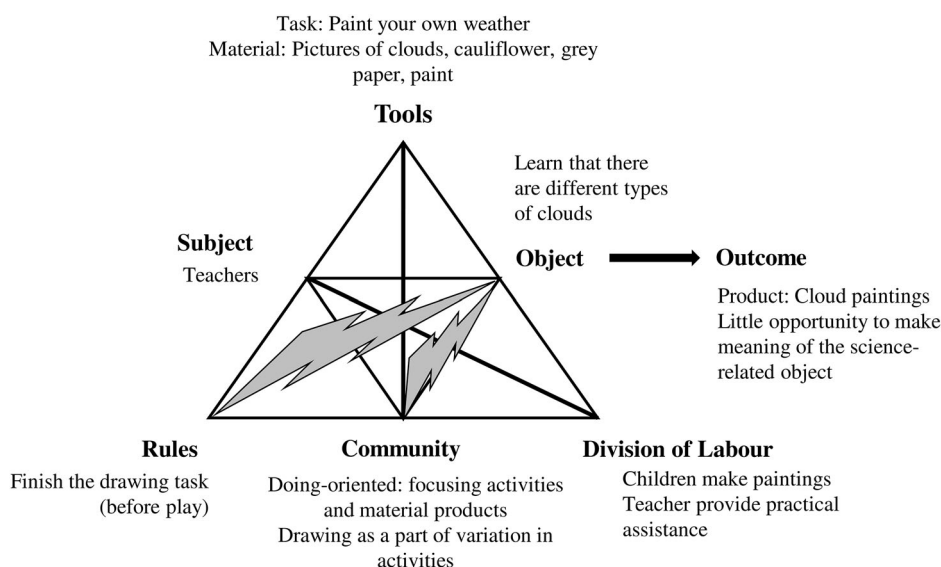 Task: Paint your own weather
Material: Pictures of clouds, cauliflower, grey
paper, paint
Tools
Learn that there
are different types
of clouds
Subject
Teachers
Object
Outcome
Product: Cloud paintings
Little opportunity to make
meaning of the science-
related object
Rules
Finish the drawing task
(before play)
Community
Doing-oriented: focusing activities
and material products
Drawing as a part of variation in
activities
Division of Labour
Children make paintings
Teacher provide practical
assistance